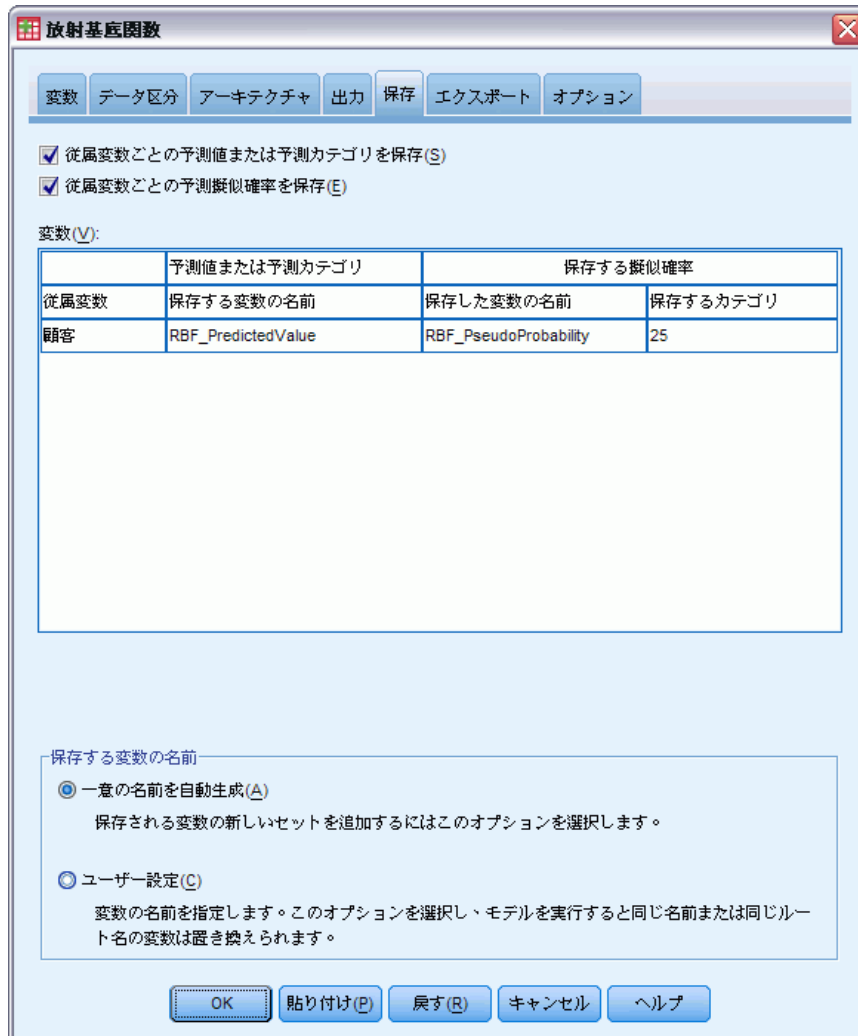 放射基底関数
変数 データ区分 アーキテクチャ 出力 保存 エクスポート オプション
従属変数ごとの予測値または予測カテゴリを保存(S)
従属変数ごとの予測擬似確率を保存(E)
変数(V):
予測値または予測カテゴリ 保存する擬似確率
従属変数 保存する変数の名前 保存した変数の名前 保存するカテゴリ
顧客 RBF_PredictedValue RBF_PseudoProbability 25
保存する変数の名前
一意の名前を自動生成(A)
保存される変数の新しいセットを追加するにはこのオプションを選択します。
ユーザー設定(C)
変数の名前を指定します。このオプションを選択し、モデルを実行すると同じ名前または同じルー
ト名の変数は置き換えられます。
OK 貼り付け(P) 戻す(R) キャンセル ヘルプ